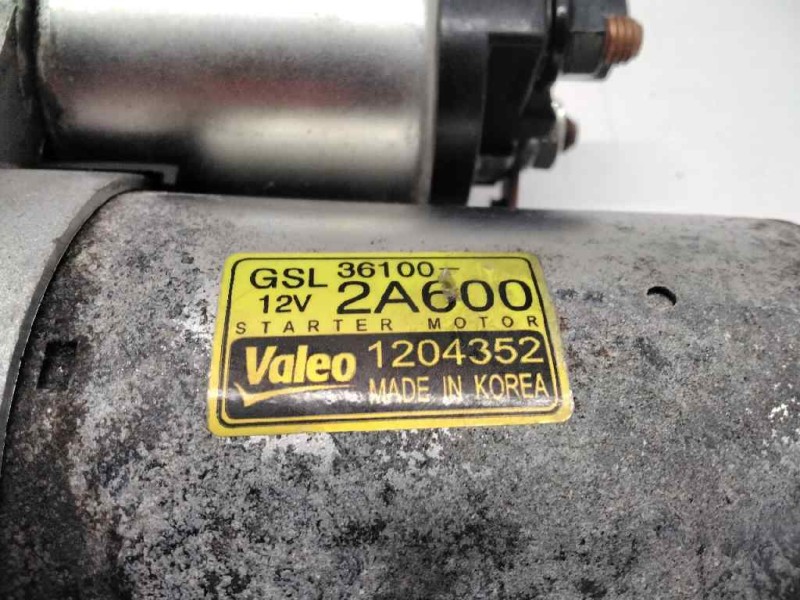 GSL 36100-
12V 2A600
STARTER MOTOR
Valeo 1204352
MADE IN KOREA